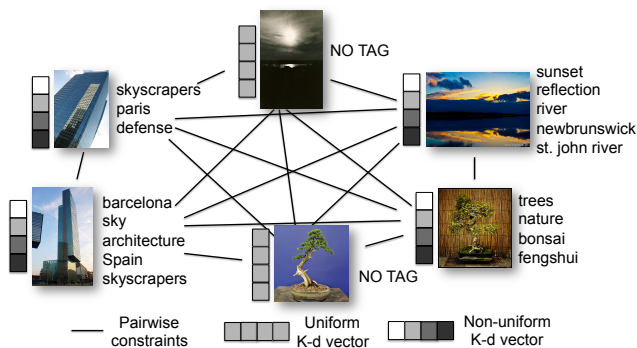 NO TAG
skyscrapers
paris
defense
sunset
reflection
river
newbrunswick
st. john river
barcelona
sky
architecture
Spain
skyscrapers
NO TAG
trees
nature
bonsai
fengshui
Pairwise
constraints
Uniform
K-d vector
Non-uniform
K-d vector